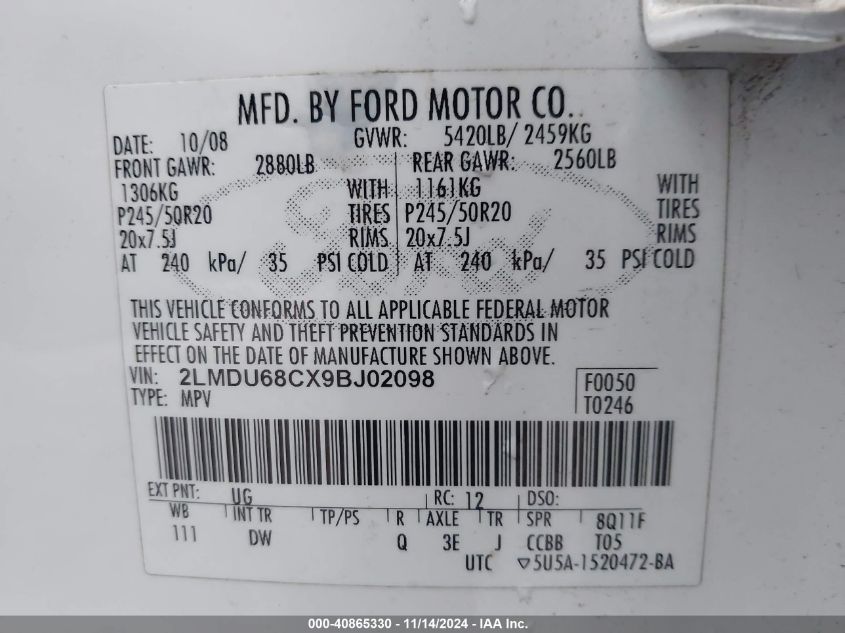 MFD. BY FORD MOTOR CO.
DATE: 10/08 GVWR: 5420LB/ 2459KG
FRONT GAWR: 2880LB REAR GAWR: 2560LB
1306KG WITH 1161KG WITH
P245/50R20 TIRES P245/50R20 TIRES
20x7.5J RIMS 20x7.5J RIMS
AT 240 kPa/ 35 PSI COLD AT 240 kPa/ 35 PSI COLD
THIS VEHICLE CONFORMS TO ALL APPLICABLE FEDERAL MOTOR
VEHICLE SAFETY AND THEFT PREVENTION STANDARDS IN
EFFECT ON THE DATE OF MANUFACTURE SHOWN ABOVE.
VIN: 2LMDU68CX9BJ02098 F0050
TYPE: MPV T0246
EXT PNT: UG RC: 12 DSO:
WB INT TR TP/PS R AXLE TR SPR 8Q11F
111 DW Q 3E J CCBB T05
UTC ▽5U5A-1520472-BA
000-40865330 - 11/14/2024 - IAA Inc.